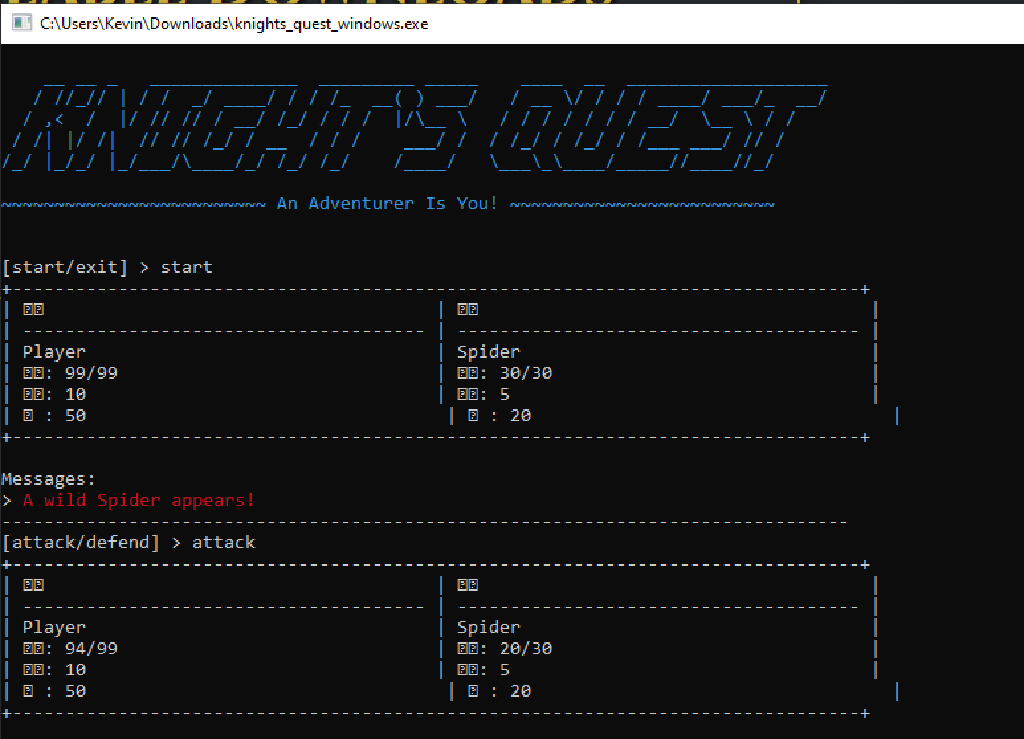 C:\Users\Kevin\Downloads\knights_quest_windows.exe
KNIGHT'S QUEST
~~~~~~~~~~~~~~~~~~~~~~~~~ An Adventurer Is You! ~~~~~~~~~~~~~~~~~~~~~~~~~
[start/exit] > start
Player | Spider
: 99/99 | : 30/30
: 10 | : 5
: 50 | : 20
Messages:
> A wild Spider appears!
[attack/defend] > attack
Player | Spider
: 94/99 | : 20/30
: 10 | : 5
: 50 | : 20